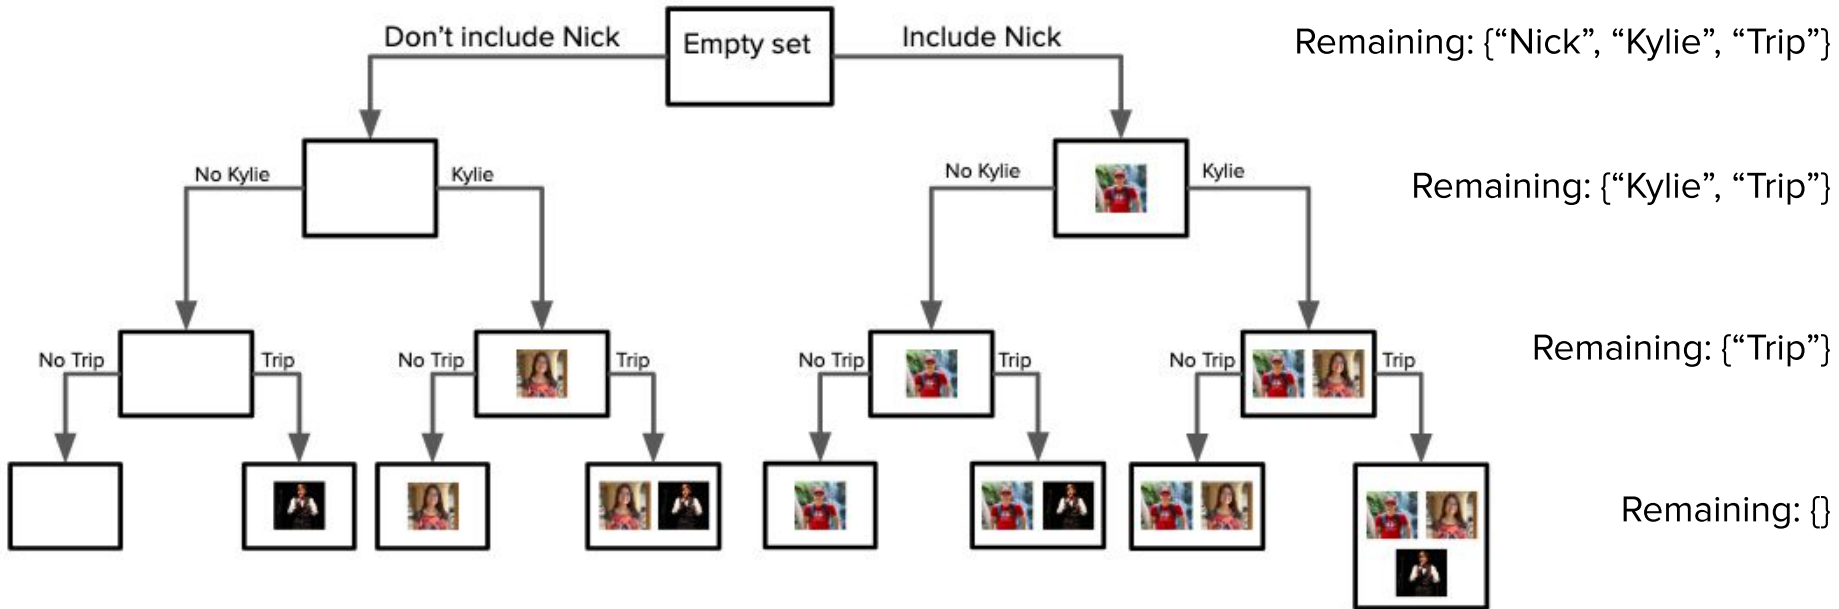 Don’t include Nick
Empty set
Include Nick
Remaining: {“Nick”, “Kylie”, “Trip”}
No Kylie
Kylie
No Kylie
Kylie
Remaining: {“Kylie”, “Trip”}
No Trip
Trip
No Trip
Trip
No Trip
Trip
No Trip
Trip
Remaining: {“Trip”}
Remaining: {}